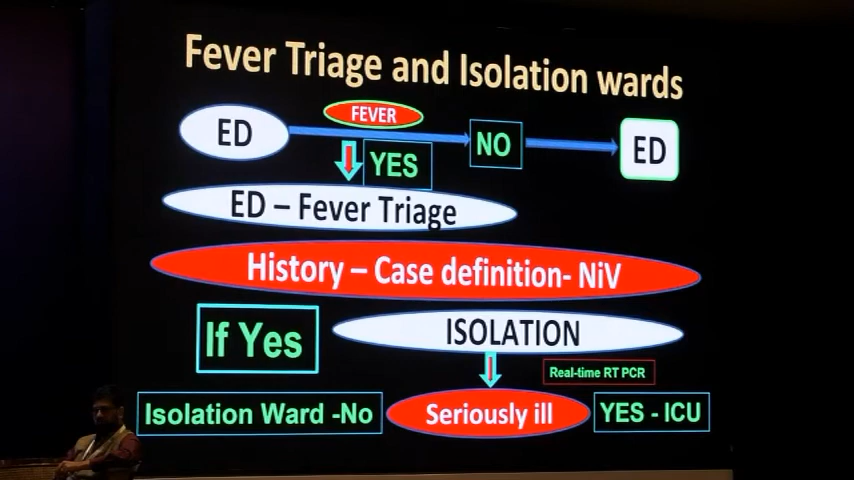 Fever Triage and Isolation wards
FEVER
ED
NO
ED
YES
ED – Fever Triage
History – Case definition- NiV
If Yes
ISOLATION
Real-time RT PCR
Isolation Ward -No
Seriously ill
YES - ICU